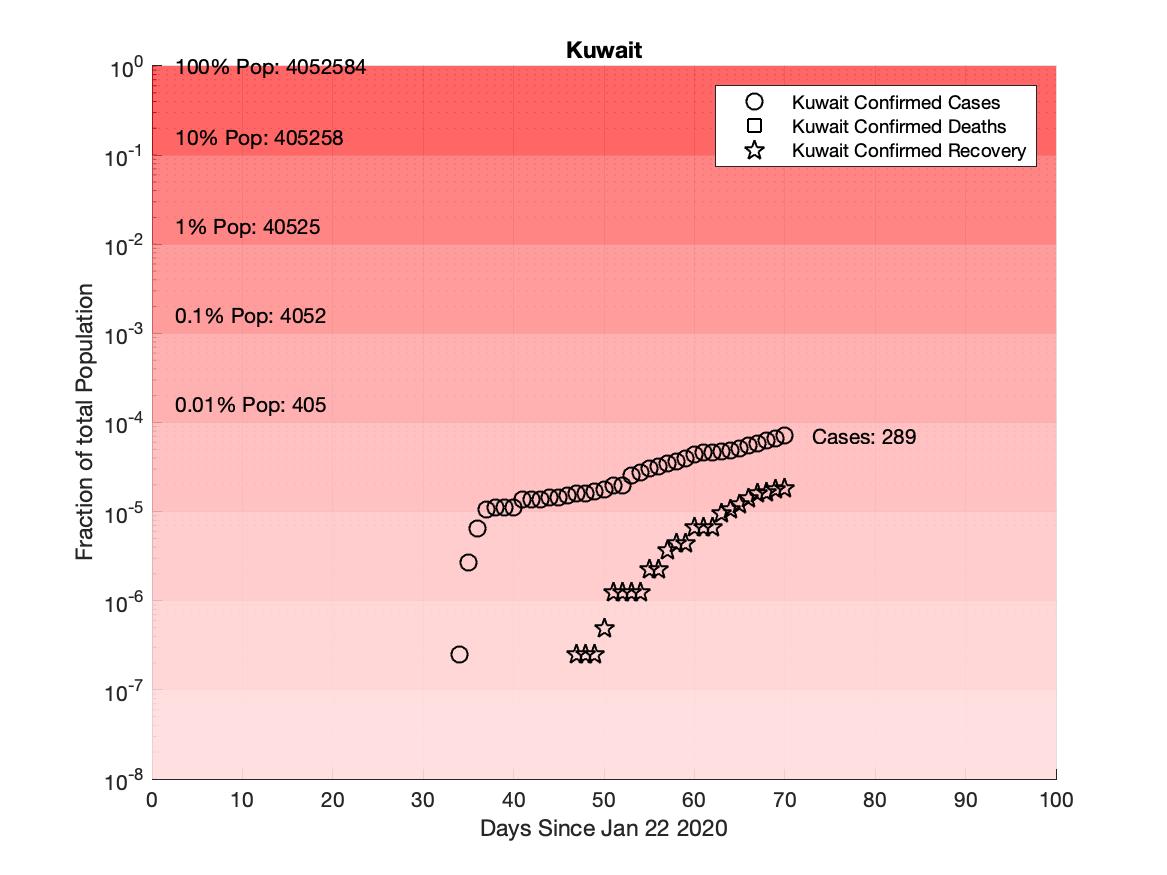 Kuwait
10^0
10^-1
10^-2
10^-3
10^-4
10^-5
10^-6
10^-7
10^-8
Fraction of total Population
100% Pop: 4052584
10% Pop: 405258
1% Pop: 40525
0.1% Pop: 4052
0.01% Pop: 405
Kuwait Confirmed Cases
Kuwait Confirmed Deaths
Kuwait Confirmed Recovery
Cases: 289
0 10 20 30 40 50 60 70 80 90 100
Days Since Jan 22 2020